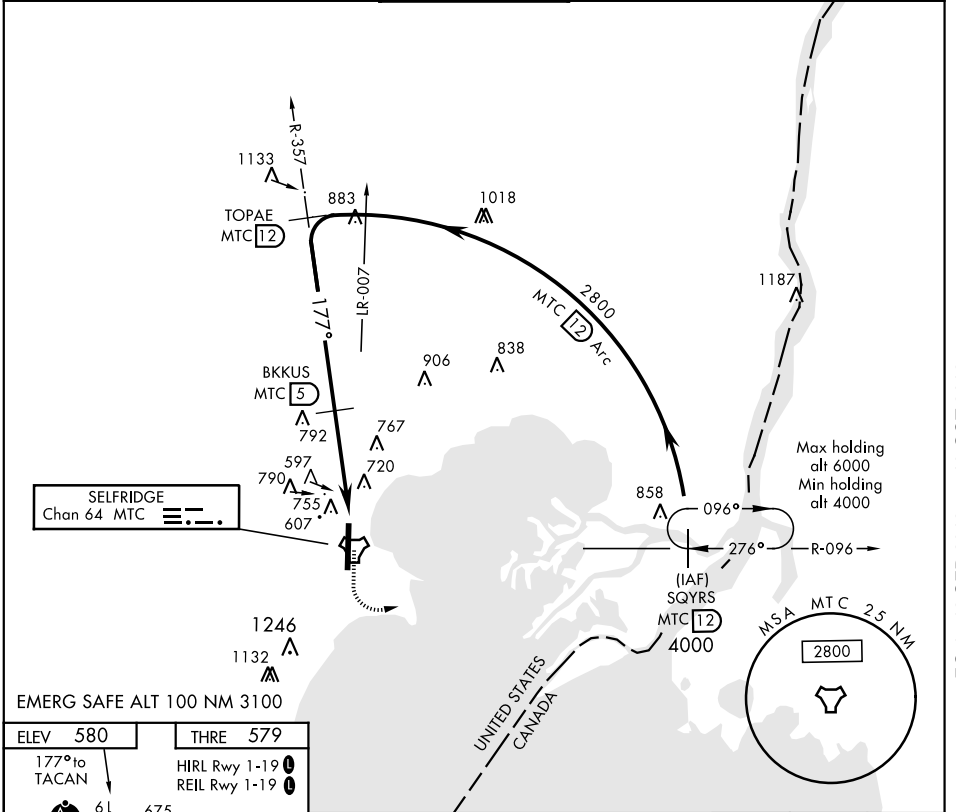 R-357
1133
883
1018
TOPAE
MTC 12
LR-007
2800
MTC 12 Arc
1187
177°
906
838
BKKUS
MTC 5
792
767
597
720
790
755
607
SELFRIDGE
Chan 64 MTC
Max holding
alt 6000
Min holding
alt 4000
858
096°
276°
R-096
(IAF)
SQYRS
MTC 12
4000
1246
1132
MSA MTC 25 NM
2800
UNITED STATES
CANADA
EMERG SAFE ALT 100 NM 3100
ELEV 580
THRE 579
177° to
TACAN
HIRL Rwy 1-19 L
REIL Rwy 1-19 L
675